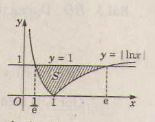 y
y = 1
y = |lnx|
1
S
O
1/e
1
e
x